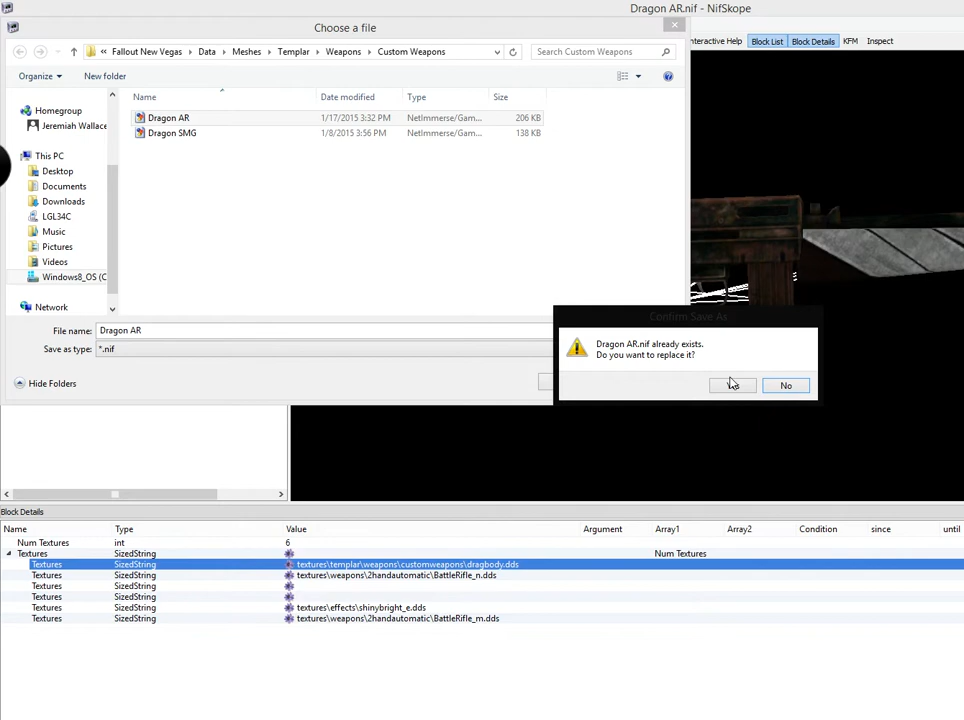 Dragon AR.nif - NifSkope
Choose a file
nteractive Help Block List Block Details KFM Inspect
« Fallout New Vegas Data Meshes Templar Weapons Custom Weapons
Search Custom Weapons
Organize New folder
Name Date modified Type Size
Homegroup
Jeremiah Wallace
This PC
Desktop
Documents
Downloads
LGL34C
Music
Pictures
Videos
Windows8_OS (C
Network
Dragon AR 1/17/2015 3:32 PM NetImmerse/Gam... 206 KB
Dragon SMG 1/8/2015 3:56 PM NetImmerse/Gam... 138 KB
File name: Dragon AR
Save as type: *.nif
Hide Folders
Confirm Save As
Dragon AR.nif already exists.
Do you want to replace it?
No
Block Details
Name Type Value Argument Array1 Array2 Condition since until
Num Textures int 6
Textures SizedString Num Textures
Textures SizedString textures\templar\weapons\customweapons\dragbody.dds
Textures SizedString textures\weapons\2handautomatic\BattleRifle_n.dds
Textures SizedString
Textures SizedString
Textures SizedString textures\effects\shinybright_e.dds
Textures SizedString textures\weapons\2handautomatic\BattleRifle_m.dds